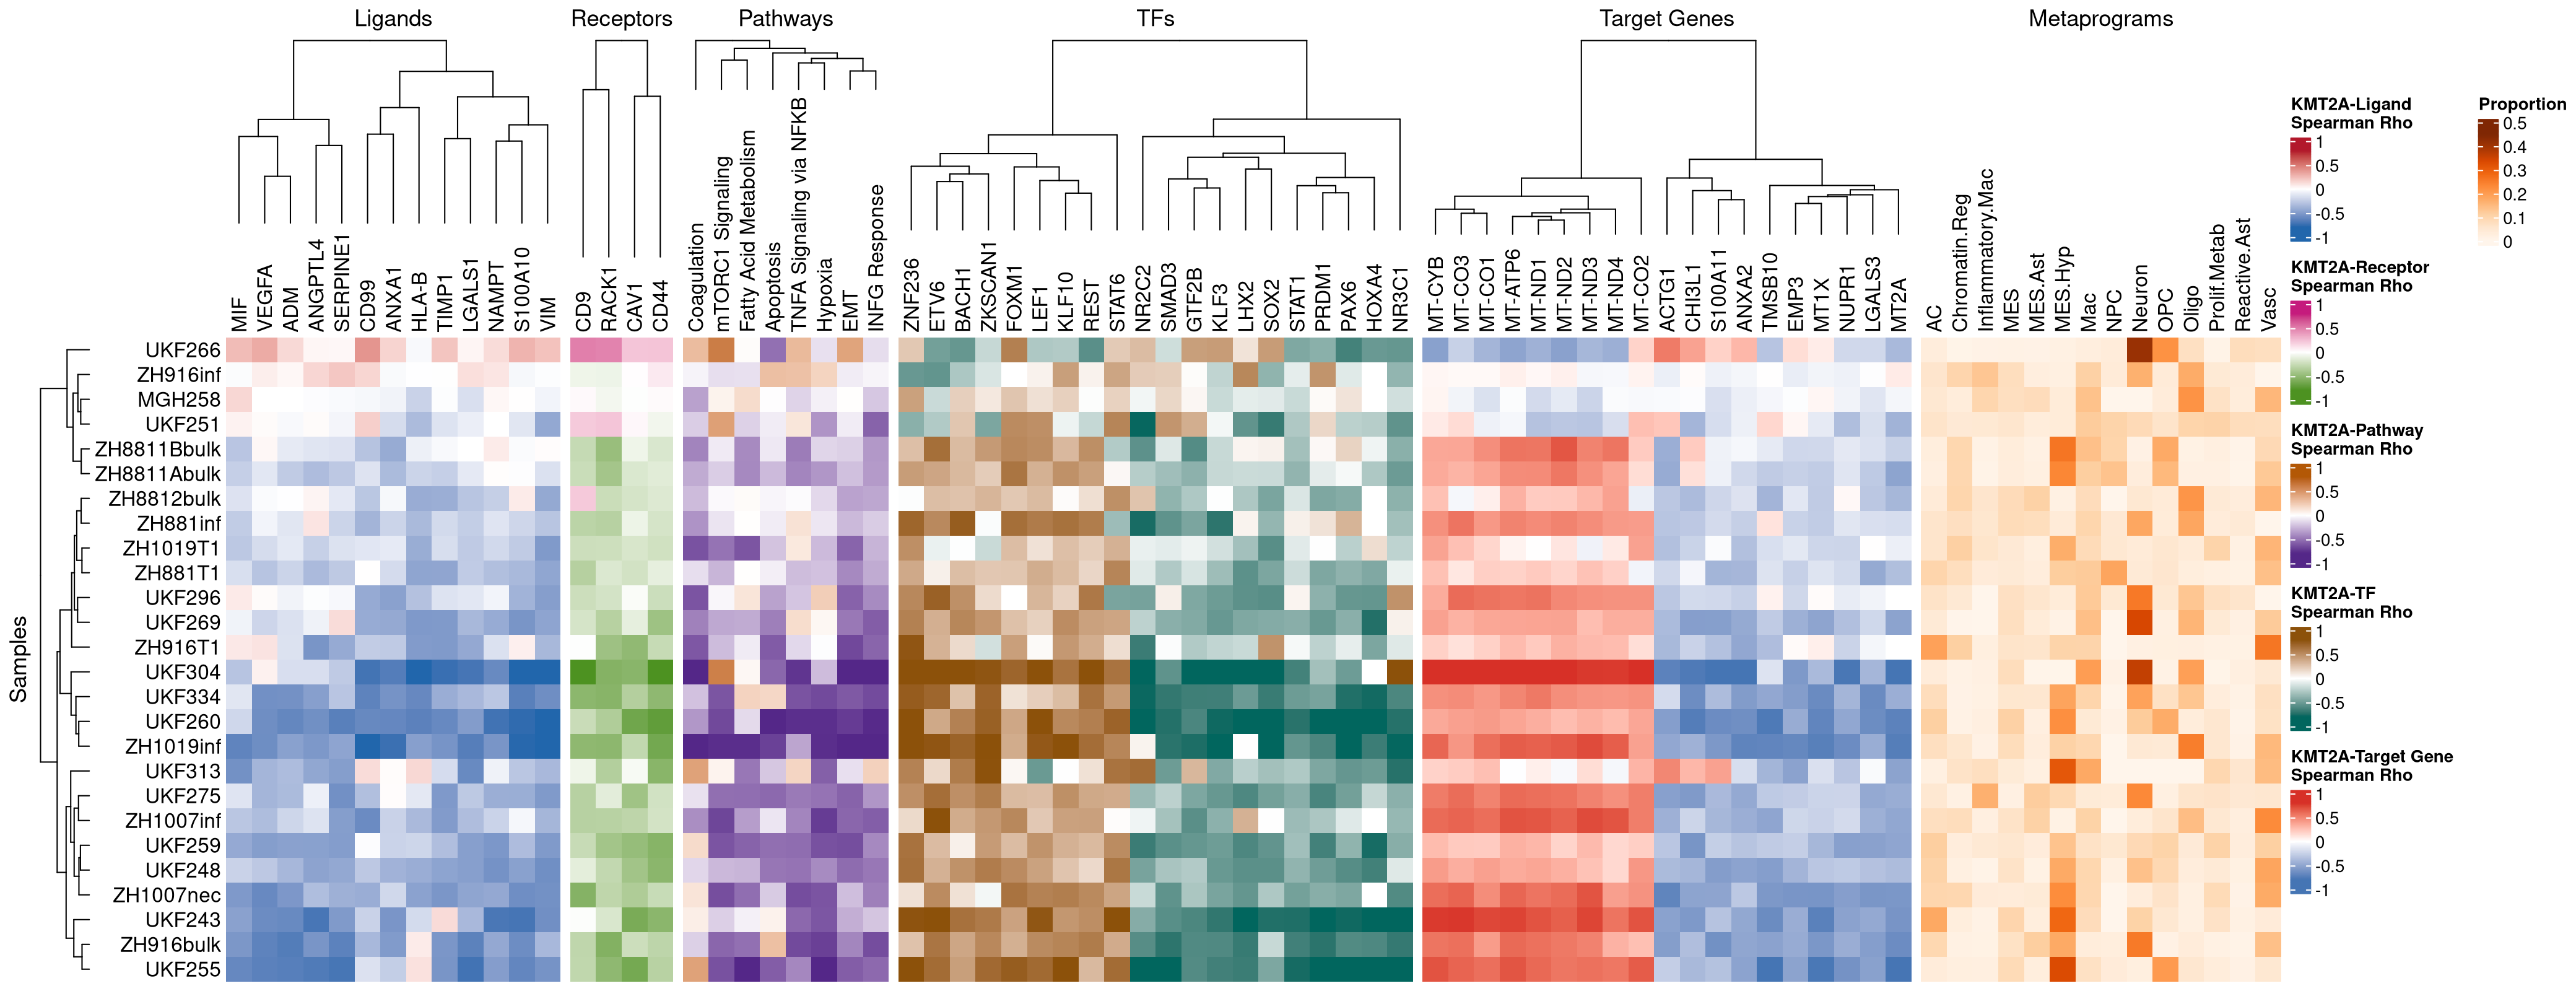 Ligands
Receptors
Pathways
TFs
Target Genes
Metaprograms
MIF
VEGFA
ADM
ANGPTL4
SERPINE1
CD99
ANXA1
HLA-B
TIMP1
LGALS1
NAMPT
S100A10
VIM
CD9
RACK1
CAV1
CD44
Coagulation
mTORC1 Signaling
Fatty Acid Metabolism
Apoptosis
TNFA Signaling via NFKB
Hypoxia
EMT
INFG Response
ZNF236
ETV6
BACH1
ZKSCAN1
FOXM1
LEF1
KLF10
REST
STAT6
NR2C2
SMAD3
GTF2B
KLF3
LHX2
SOX2
STAT1
PRDM1
PAX6
HOXA4
NR3C1
MT-CYB
MT-CO3
MT-CO1
MT-ATP6
MT-ND1
MT-ND2
MT-ND3
MT-ND4
MT-CO2
ACTG1
CHI3L1
S100A11
ANXA2
TMSB10
EMP3
MT1X
NUPR1
LGALS3
MT2A
AC
Chromatin.Reg
Inflammatory.Mac
MES
MES.Ast
MES.Hyp
Mac
NPC
Neuron
OPC
Oligo
Prolif.Metab
Reactive.Ast
Vasc
Samples
UKF266
ZH916inf
MGH258
UKF251
ZH8811Bbulk
ZH8811Abulk
ZH8812bulk
ZH881inf
ZH1019T1
ZH881T1
UKF296
UKF269
ZH916T1
UKF304
UKF334
UKF260
ZH1019inf
UKF313
UKF275
ZH1007inf
UKF259
UKF248
ZH1007nec
UKF243
ZH916bulk
UKF255
KMT2A-Ligand
Spearman Rho
1
0.5
0
-0.5
-1
KMT2A-Receptor
Spearman Rho
1
0.5
0
-0.5
-1
KMT2A-Pathway
Spearman Rho
1
0.5
0
-0.5
-1
KMT2A-TF
Spearman Rho
1
0.5
0
-0.5
-1
KMT2A-Target Gene
Spearman Rho
1
0.5
0
-0.5
-1
Proportion
0.5
0.4
0.3
0.2
0.1
0